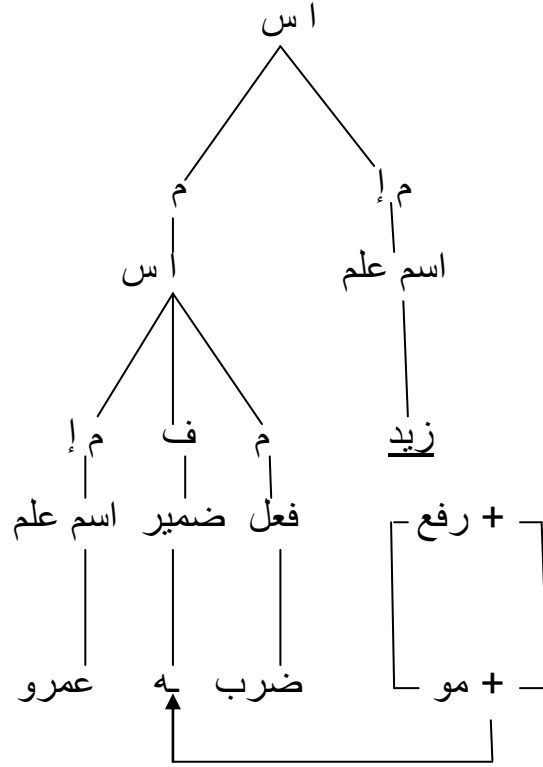 ا س
م إ م
اسم علم ا س
م ف م إ
زيد
فعل ضمير اسم علم
+ رفع
ضرب ـه عمرو
+ مو